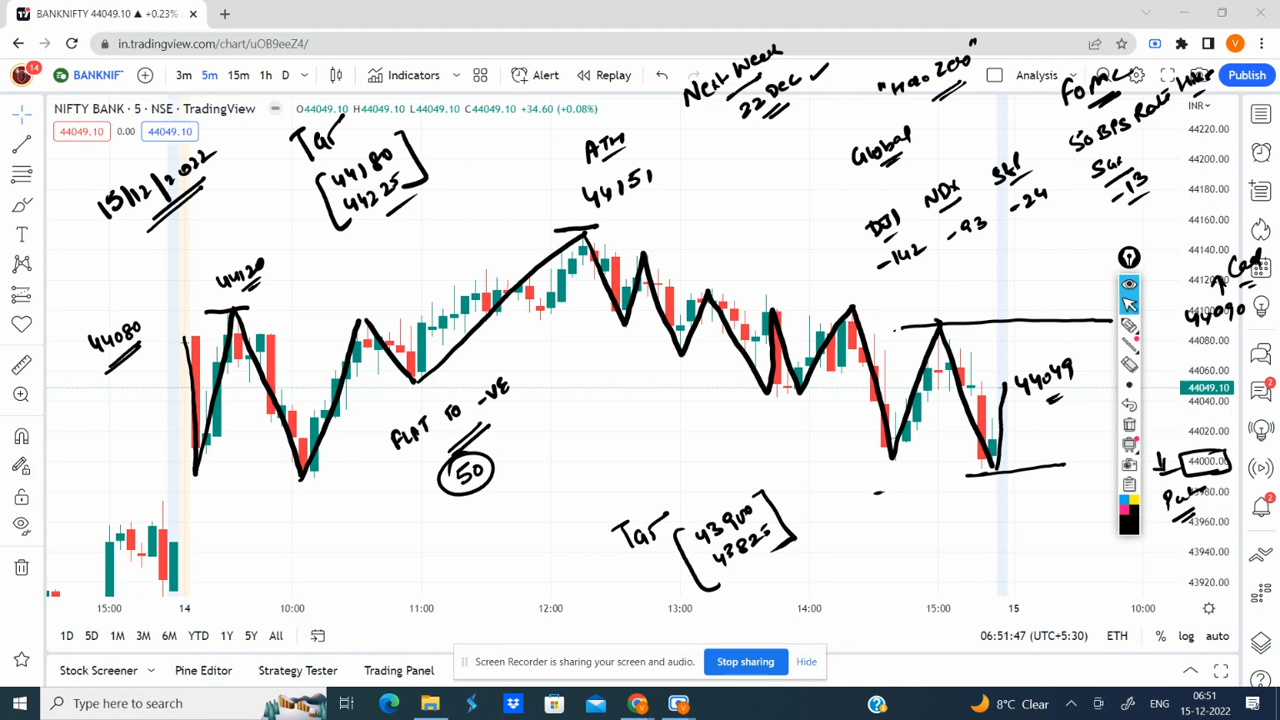 BANKNIFTY 44049.10 ▲ +0.23%
in.tradingview.com/chart/uOB9eeZ4/
14
BANKNIF
3m 5m 15m 1h D
Indicators
Alert
Replay
Analysis
Publish
NIFTY BANK · 5 · NSE · TradingView
O44049.10 H44049.10 L44049.10 C44049.10 +34.60 (+0.08%)
44049.10 0.00 44049.10
INR
Next Week
22 Dec
"Hero Zero"
FOMC
50 BPS Rate Hike
SGX
-13
15/12/2022
Tar
44180
44225
ATM
44151
Global
DJI
-142
NDX
-93
S&P
-24
44120
44080
Call
44090
44049
FLAT TO -VE
50
Tar
43900
43825
Put
44220.00
44200.00
44180.00
44160.00
44140.00
44120.00
44100.00
44080.00
44060.00
44049.10
44040.00
44020.00
44000.00
43980.00
43960.00
43940.00
43920.00
15:00 14 10:00 11:00 12:00 13:00 14:00 15:00 15 10:00
1D 5D 1M 3M 6M YTD 1Y 5Y All
06:51:47 (UTC+5:30) ETH % log auto
Stock Screener Pine Editor Strategy Tester Trading Panel
Screen Recorder is sharing your screen and audio.
Stop sharing
Hide
2
2
Type here to search
8°C Clear
ENG
06:51
15-12-2022